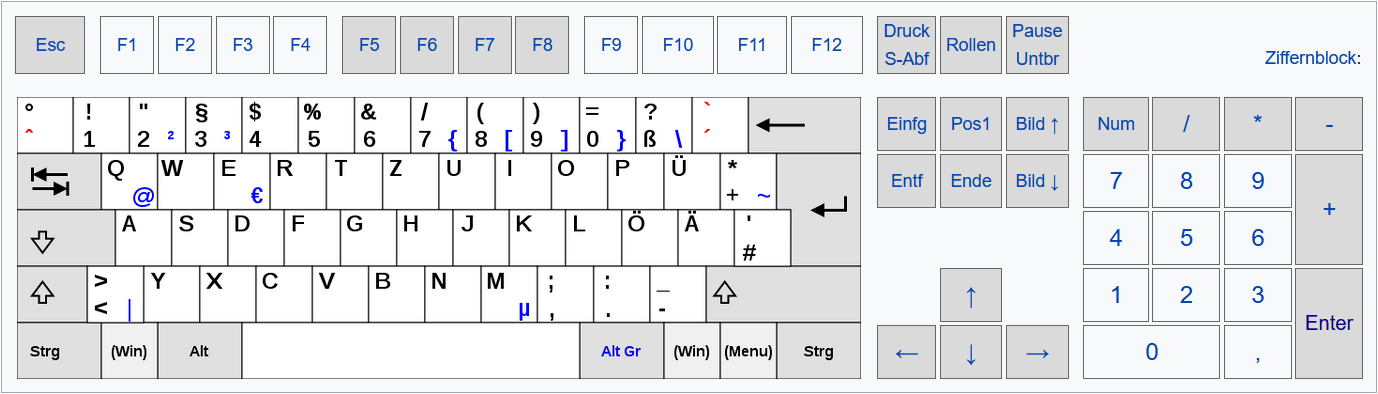 Esc F1 F2 F3 F4 F5 F6 F7 F8 F9 F10 F11 F12 Druck S-Abf Rollen Pause Untbr Ziffernblock:
° ! " § $ % & / ( ) = ? `
^ 1 2 ² 3 ³ 4 5 6 7 { 8 [ 9 ] 0 } ß \ ´ ← Einfg Pos1 Bild ↑ Num / * -
Q @ W E € R T Z U I O P Ü * + ~ Entf Ende Bild ↓ 7 8 9 +
A S D F G H J K L Ö Ä ' # 4 5 6
> < | Y X C V B N M µ ; , : . _ - ↑ 1 2 3 Enter
Strg (Win) Alt Alt Gr (Win) (Menu) Strg ← ↓ → 0 ,